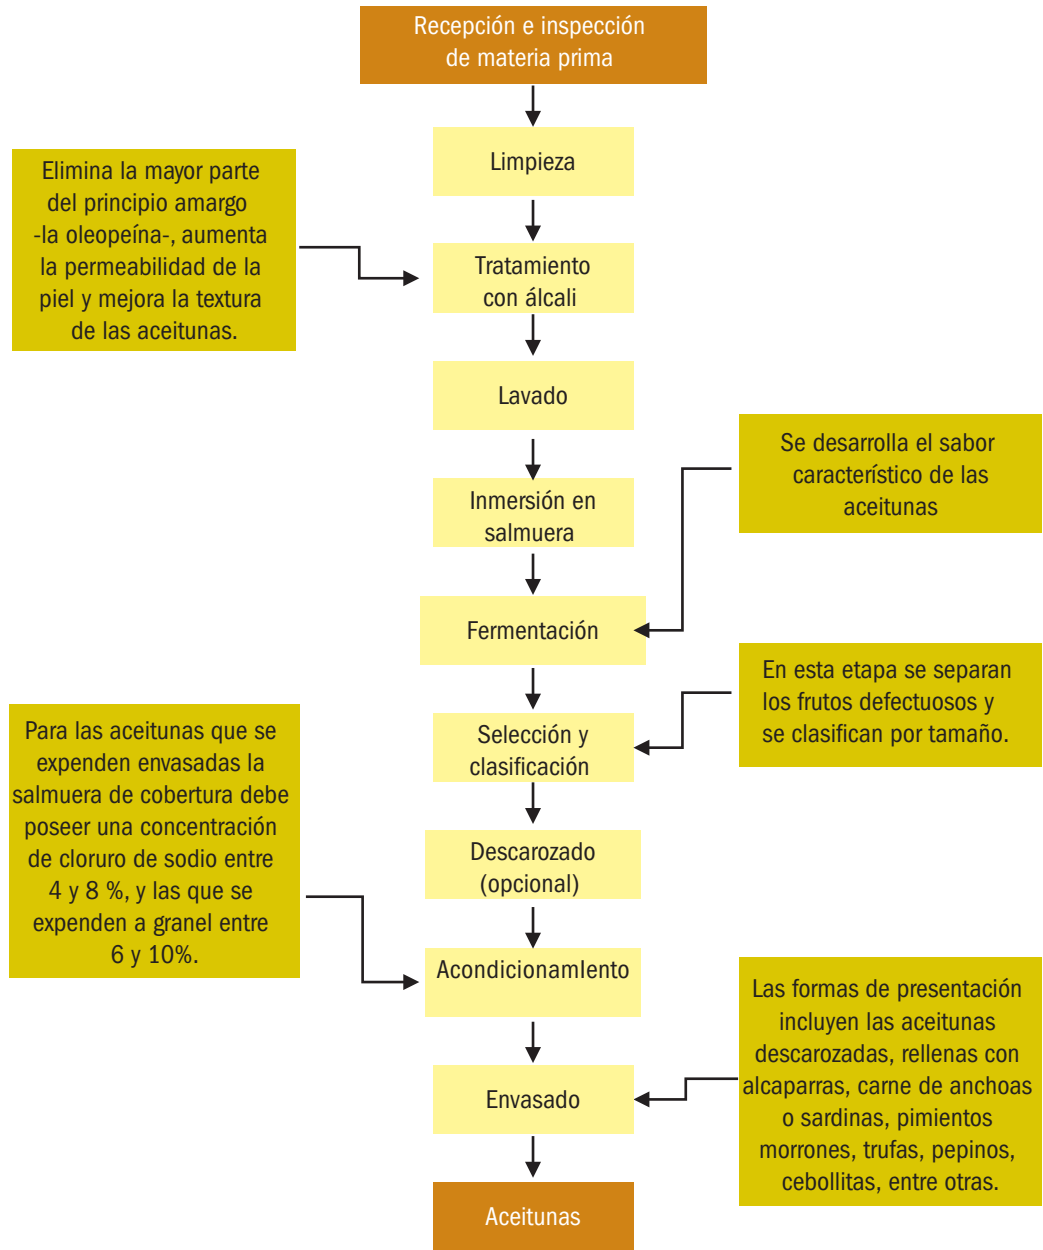 Recepción e inspección
de materia prima
Limpieza
Elimina la mayor parte
del principio amargo
-la oleopeína-, aumenta
la permeabilidad de la
piel y mejora la textura
de las aceitunas.
Tratamiento
con álcali
Lavado
Se desarrolla el sabor
característico de las
aceitunas
Inmersión en
salmuera
Fermentación
En esta etapa se separan
los frutos defectuosos y
se clasifican por tamaño.
Selección y
clasificación
Para las aceitunas que se
expenden envasadas la
salmuera de cobertura debe
poseer una concentración
de cloruro de sodio entre
4 y 8 %, y las que se
expenden a granel entre
6 y 10%.
Descarozado
(opcional)
AcondicionamIento
Las formas de presentación
incluyen las aceitunas
descarozadas, rellenas con
alcaparras, carne de anchoas
o sardinas, pimientos
morrones, trufas, pepinos,
cebollitas, entre otras.
Envasado
Aceitunas